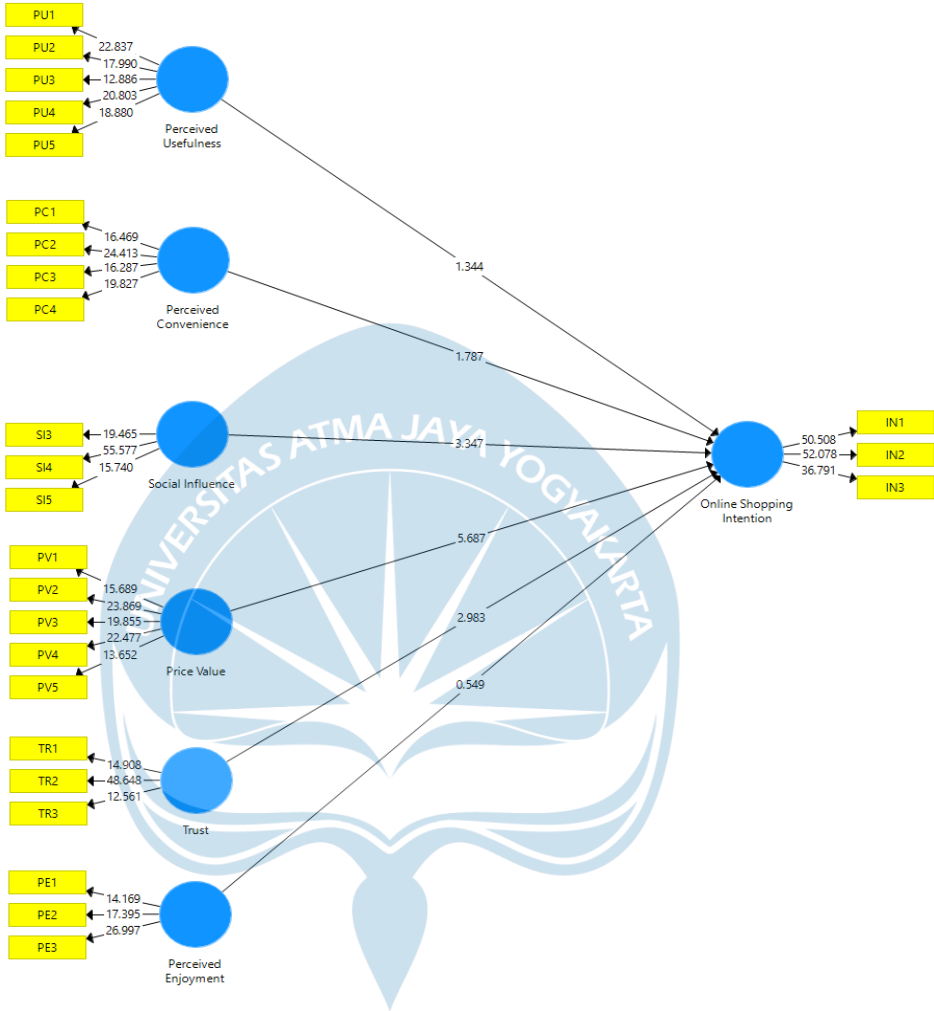 PU1
PU2
PU3
PU4
PU5
22.837
17.990
12.886
20.803
18.880
Perceived
Usefulness
PC1
PC2
PC3
PC4
16.469
24.413
16.287
19.827
Perceived
Convenience
SI3
SI4
SI5
19.465
55.577
15.740
Social Influence
PV1
PV2
PV3
PV4
PV5
15.689
23.869
19.855
22.477
13.652
Price Value
TR1
TR2
TR3
14.908
48.648
12.561
Trust
PE1
PE2
PE3
14.169
17.395
26.997
Perceived
Enjoyment
1.344
1.787
3.347
5.687
2.983
0.549
Online Shopping
Intention
50.508
52.078
36.791
IN1
IN2
IN3
UNIVERSITAS ATMA JAYA YOGYAKARTA